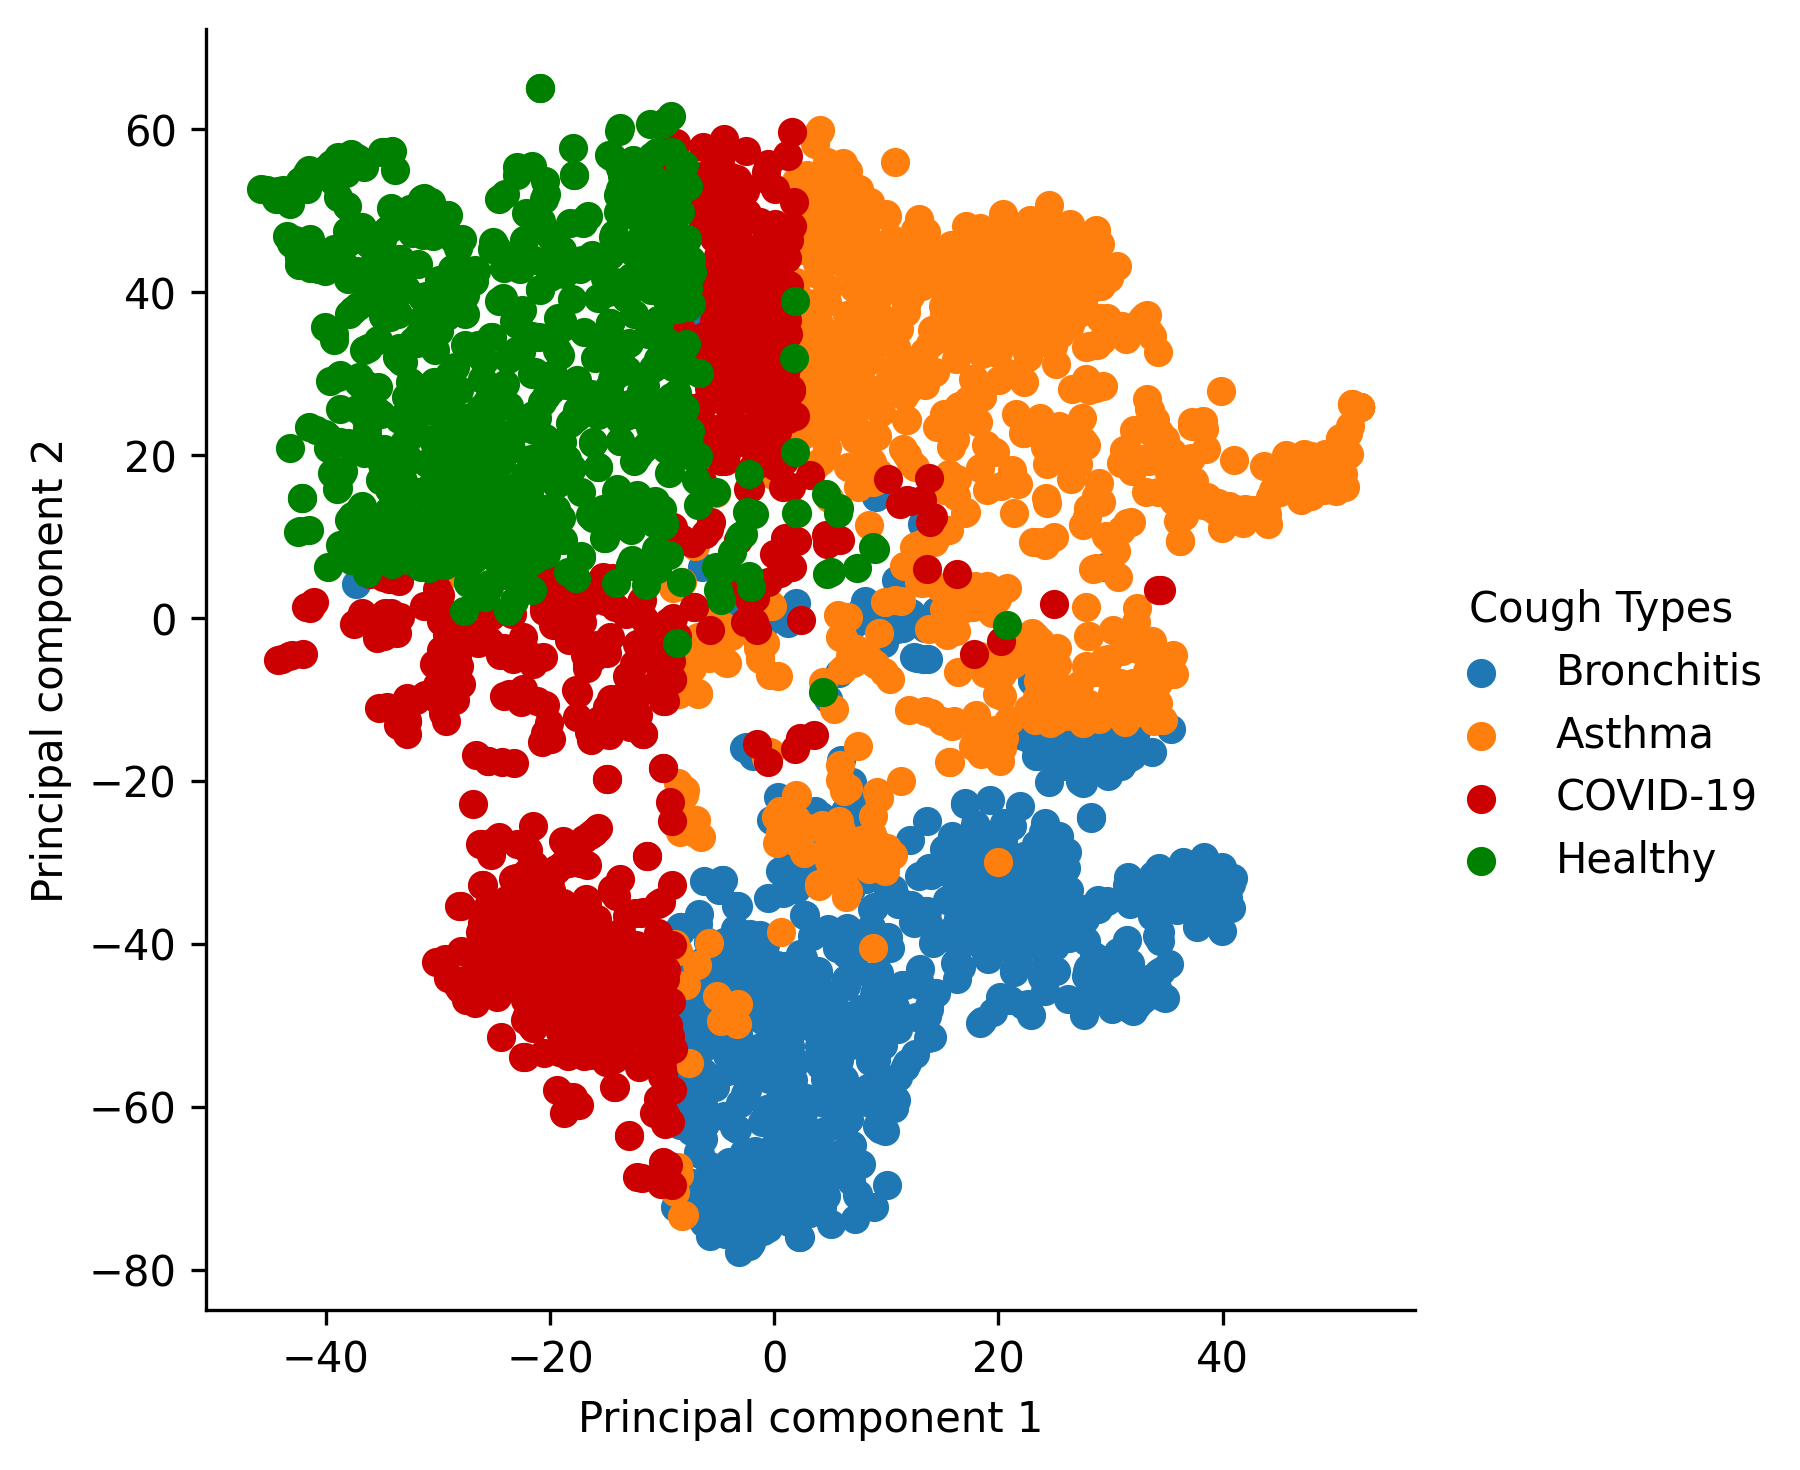 Principal component 2
60
40
20
0
−20
−40
−60
−80
−40
−20
0
20
40
Principal component 1
Cough Types
Bronchitis
Asthma
COVID-19
Healthy